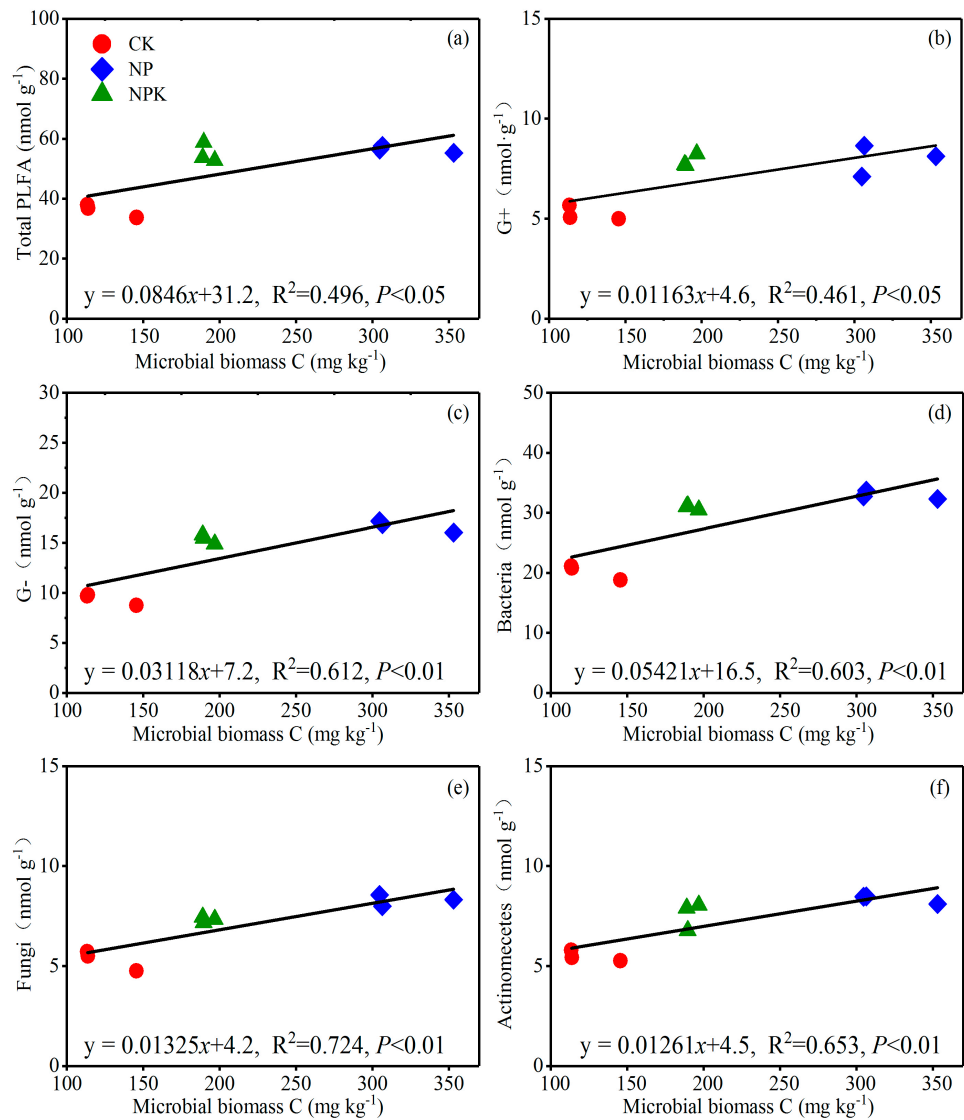 (a)
CK
NP
NPK
100
80
60
40
20
0
Total PLFA (nmol g-1)
y = 0.0846x+31.2, R2=0.496, P<0.05
100 150 200 250 300 350
Microbial biomass C (mg kg-1)
(b)
15
10
5
0
G+（nmol·g-1）
y = 0.01163x+4.6, R2=0.461, P<0.05
100 150 200 250 300 350
Microbial biomass C (mg kg-1)
(c)
30
25
20
15
10
5
0
G-（nmol g-1）
y = 0.03118x+7.2, R2=0.612, P<0.01
100 200 300
Microbial biomass C (mg kg-1)
(d)
50
40
30
20
10
0
Bacteria（nmol g-1）
y = 0.05421x+16.5, R2=0.603, P<0.01
100 150 200 250 300 350
Microbial biomass C (mg kg-1)
(e)
15
10
5
0
Fungi（nmol g-1）
y = 0.01325x+4.2, R2=0.724, P<0.01
100 150 200 250 300 350
Microbial biomass C (mg kg-1)
(f)
15
10
5
0
Actinomecetes（nmol g-1）
y = 0.01261x+4.5, R2=0.653, P<0.01
100 150 200 250 300 350
Microbial biomass C (mg kg-1)